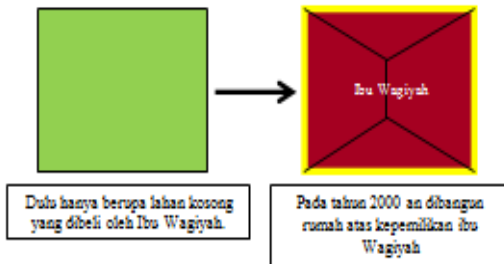 Ibu Wagiyah
Dulu hanya berupa lahan kosong
yang dibeli oleh Ibu Wagiyah.
Pada tahun 2000 an dibangun
rumah atas kepemilikan ibu
Wagiyah